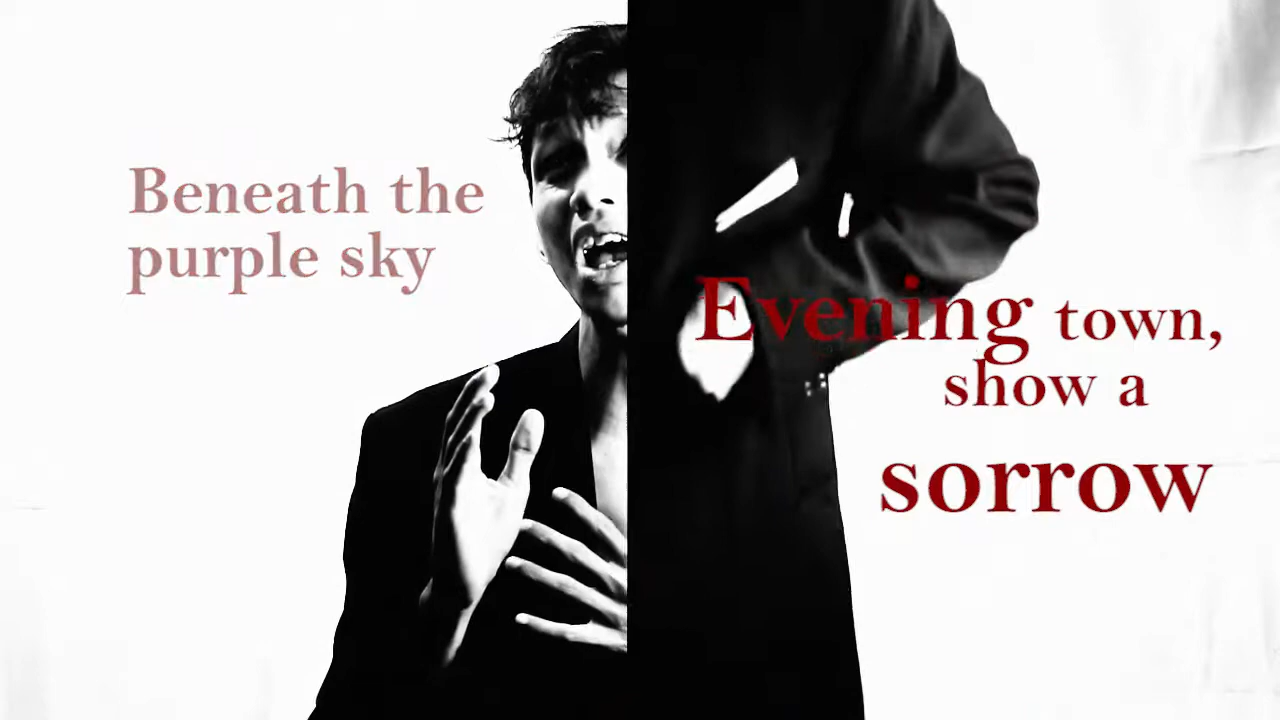 Beneath the
purple sky
Evening town,
show a
sorrow